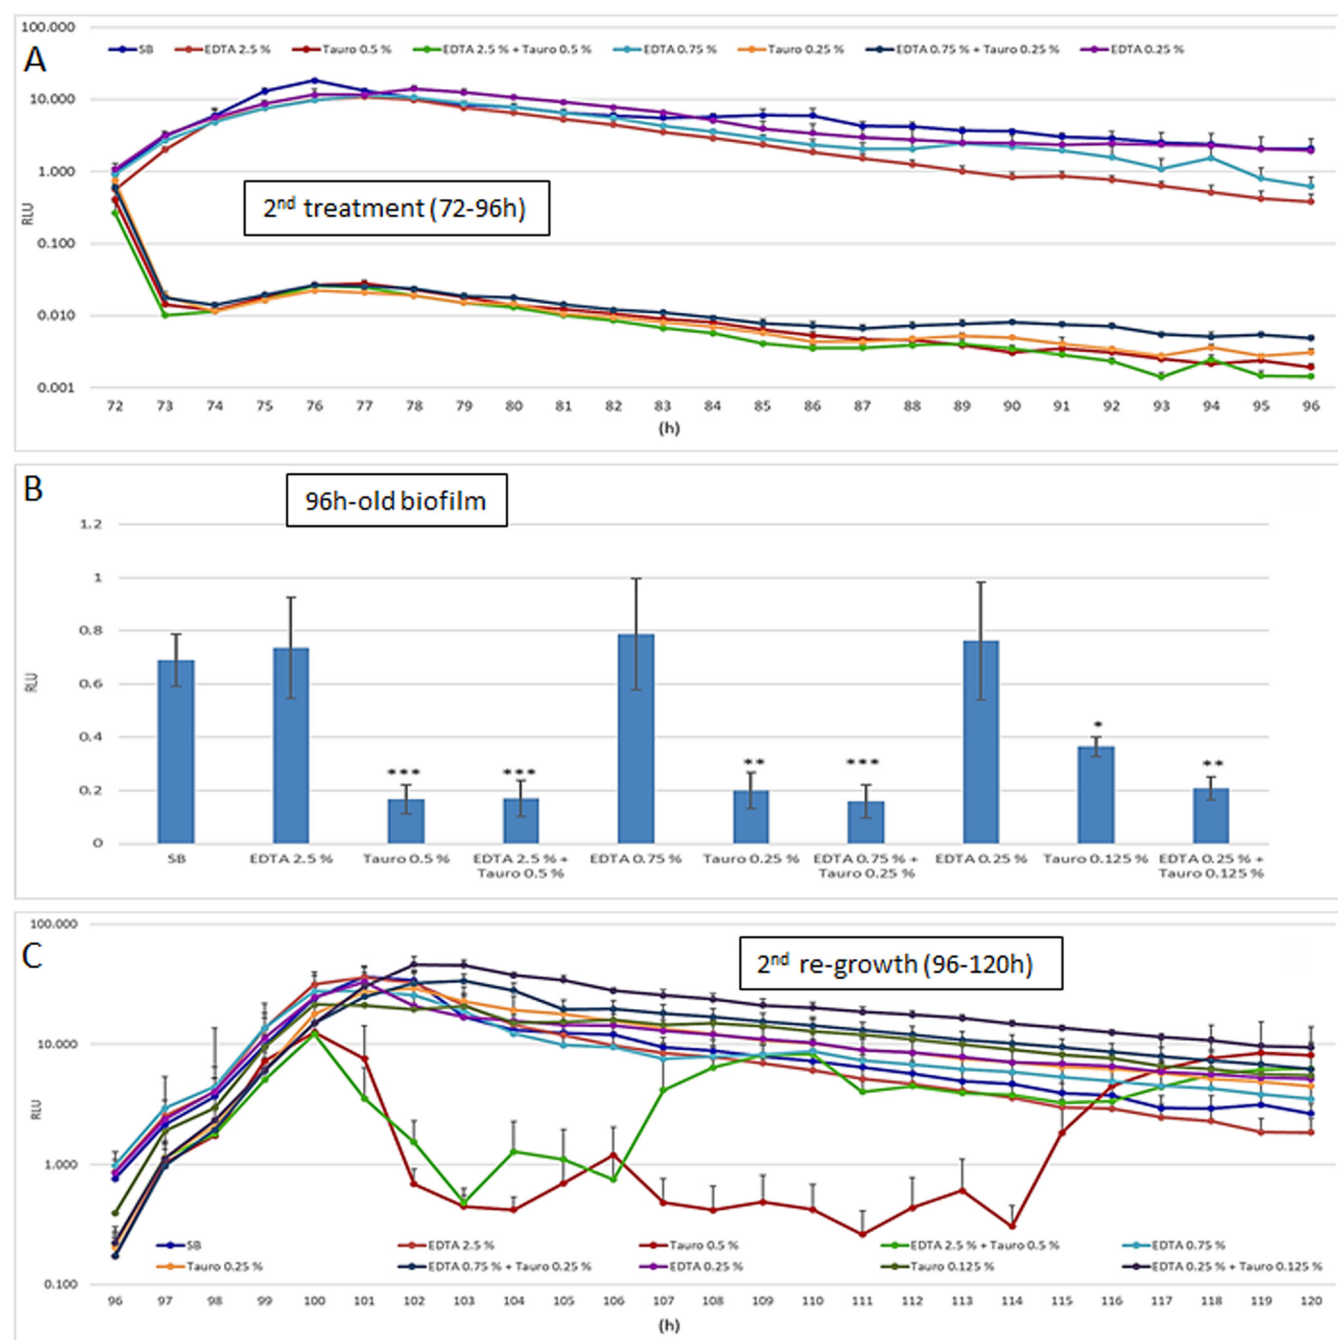 A
100.000
SB EDTA 2.5 % Tauro 0.5 % EDTA 2.5 % + Tauro 0.5 % EDTA 0.75 % Tauro 0.25 % EDTA 0.75 % + Tauro 0.25 % EDTA 0.25 %
10.000
1.000
0.100
0.010
0.001
RLU
2nd treatment (72-96h)
72 73 74 75 76 77 78 79 80 81 82 83 84 85 86 87 88 89 90 91 92 93 94 95 96
(h)
B
96h-old biofilm
1.2
1
0.8
0.6
0.4
0.2
0
RLU
*** *** ** *** * **
SB EDTA 2.5 % Tauro 0.5 % EDTA 2.5 % + EDTA 0.75 % Tauro 0.25 % EDTA 0.75 % + EDTA 0.25 % Tauro 0.125 % EDTA 0.25 % +
Tauro 0.5 % Tauro 0.25 % Tauro 0.125 %
C
100.000
10.000
1.000
0.100
RLU
2nd re-growth (96-120h)
SB EDTA 2.5 % Tauro 0.5 % EDTA 2.5 % + Tauro 0.5 % EDTA 0.75 %
Tauro 0.25 % EDTA 0.75 % + Tauro 0.25 % EDTA 0.25 % Tauro 0.125 % EDTA 0.25 % + Tauro 0.125 %
96 97 98 99 100 101 102 103 104 105 106 107 108 109 110 111 112 113 114 115 116 117 118 119 120
(h)